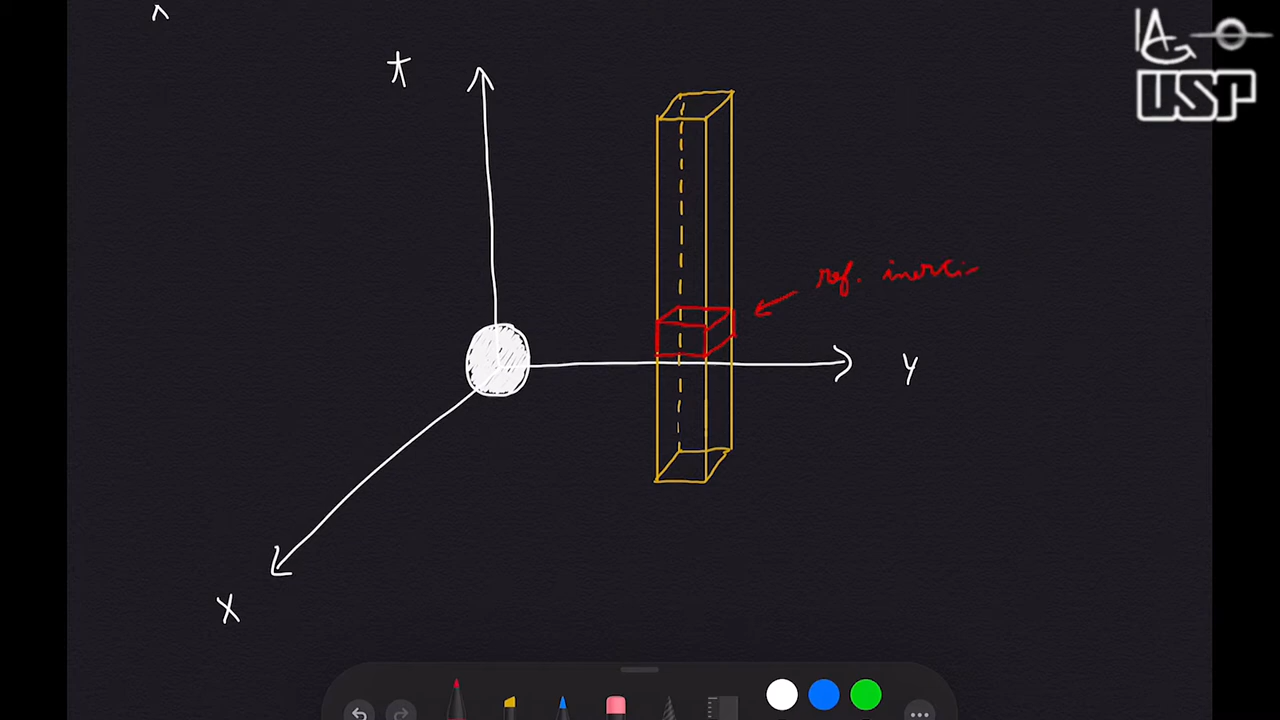 IAG
USP
t
ref. inerci
y
x